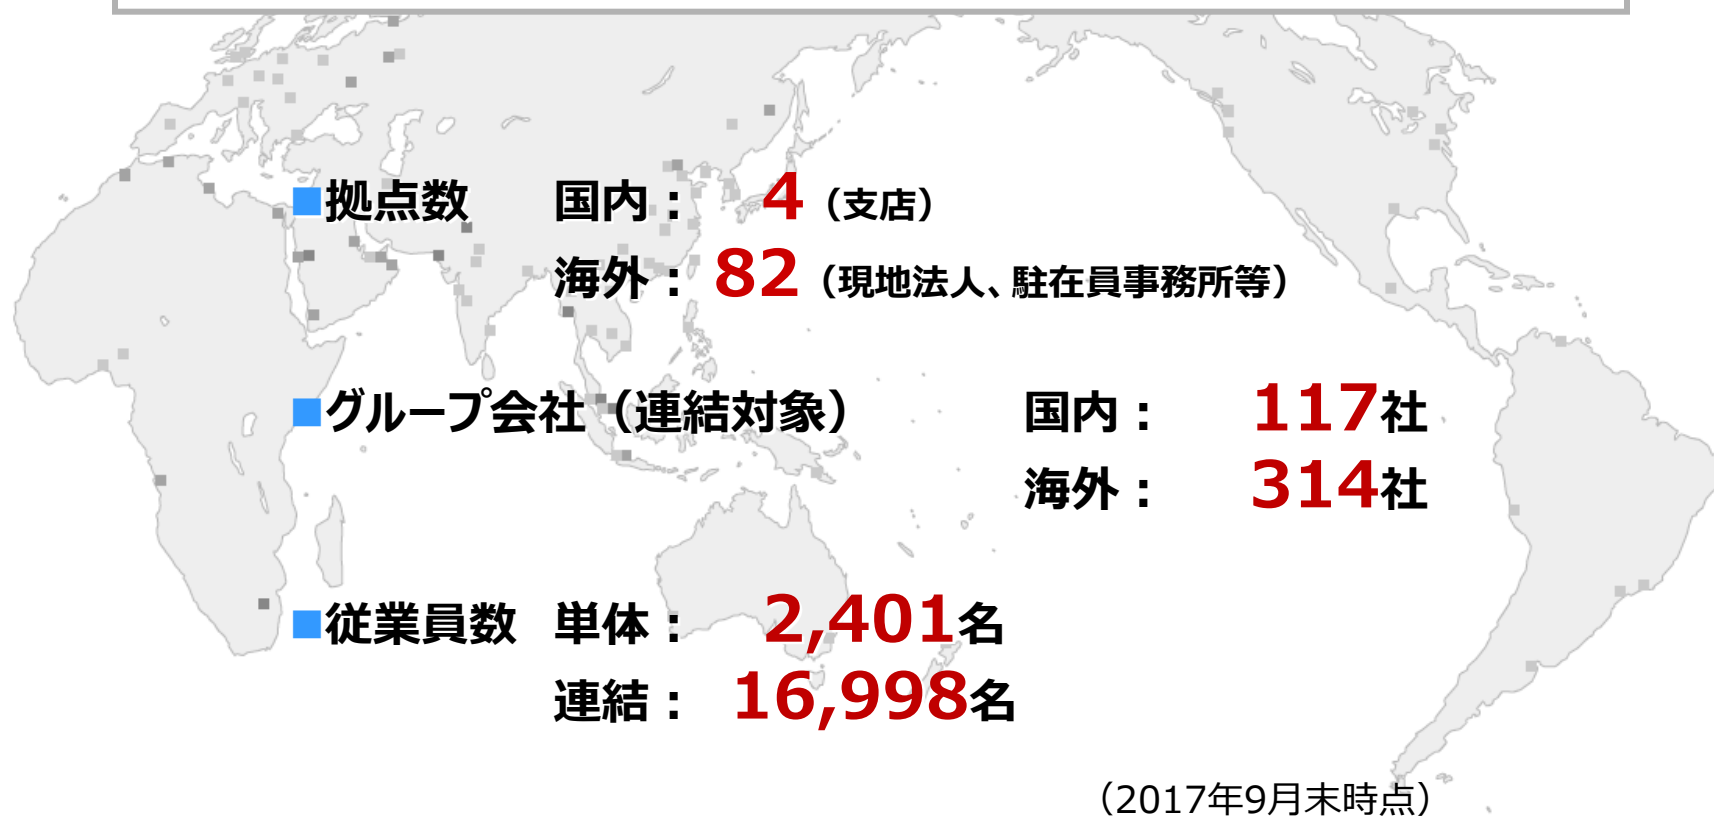 ■拠点数 国内： 4（支店）
海外：82（現地法人、駐在員事務所等）
■グループ会社（連結対象） 国内： 117社
海外： 314社
■従業員数 単体： 2,401名
連結： 16,998名
（2017年9月末時点）